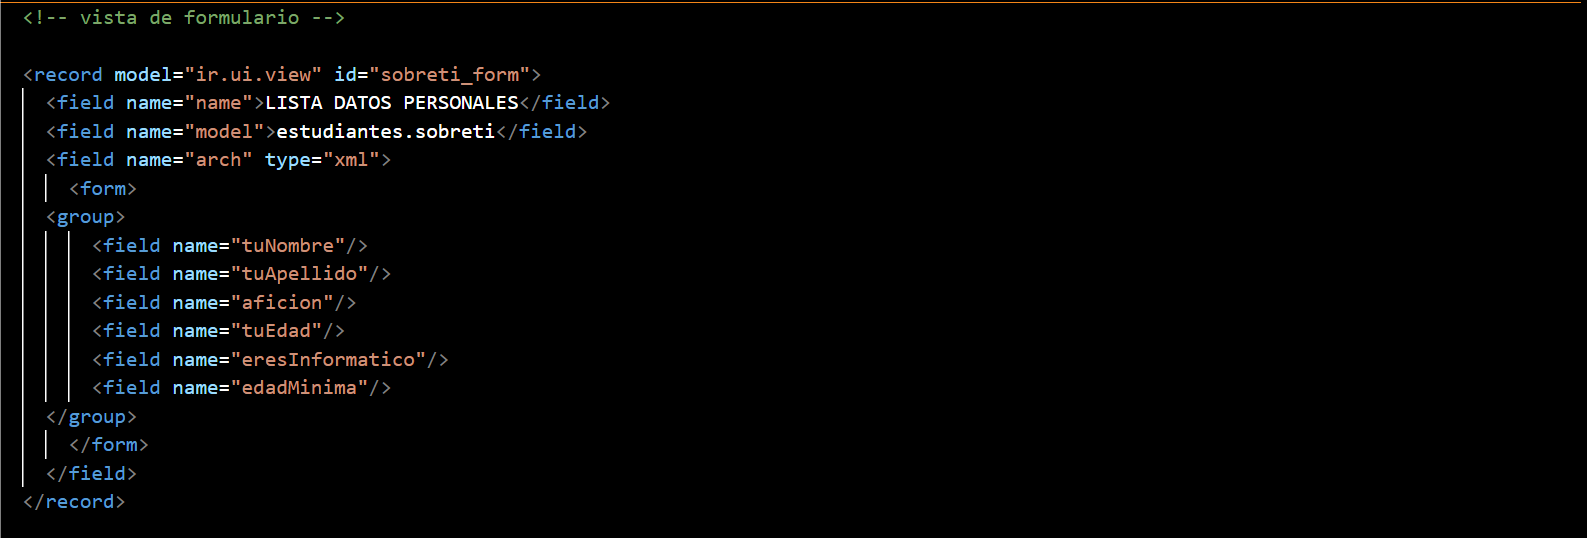 <!-- vista de formulario -->
<record model="ir.ui.view" id="sobreti_form">
<field name="name">LISTA DATOS PERSONALES</field>
<field name="model">estudiantes.sobreti</field>
<field name="arch" type="xml">
<form>
<group>
<field name="tuNombre"/>
<field name="tuApellido"/>
<field name="aficion"/>
<field name="tuEdad"/>
<field name="eresInformatico"/>
<field name="edadMinima"/>
</group>
</form>
</field>
</record>